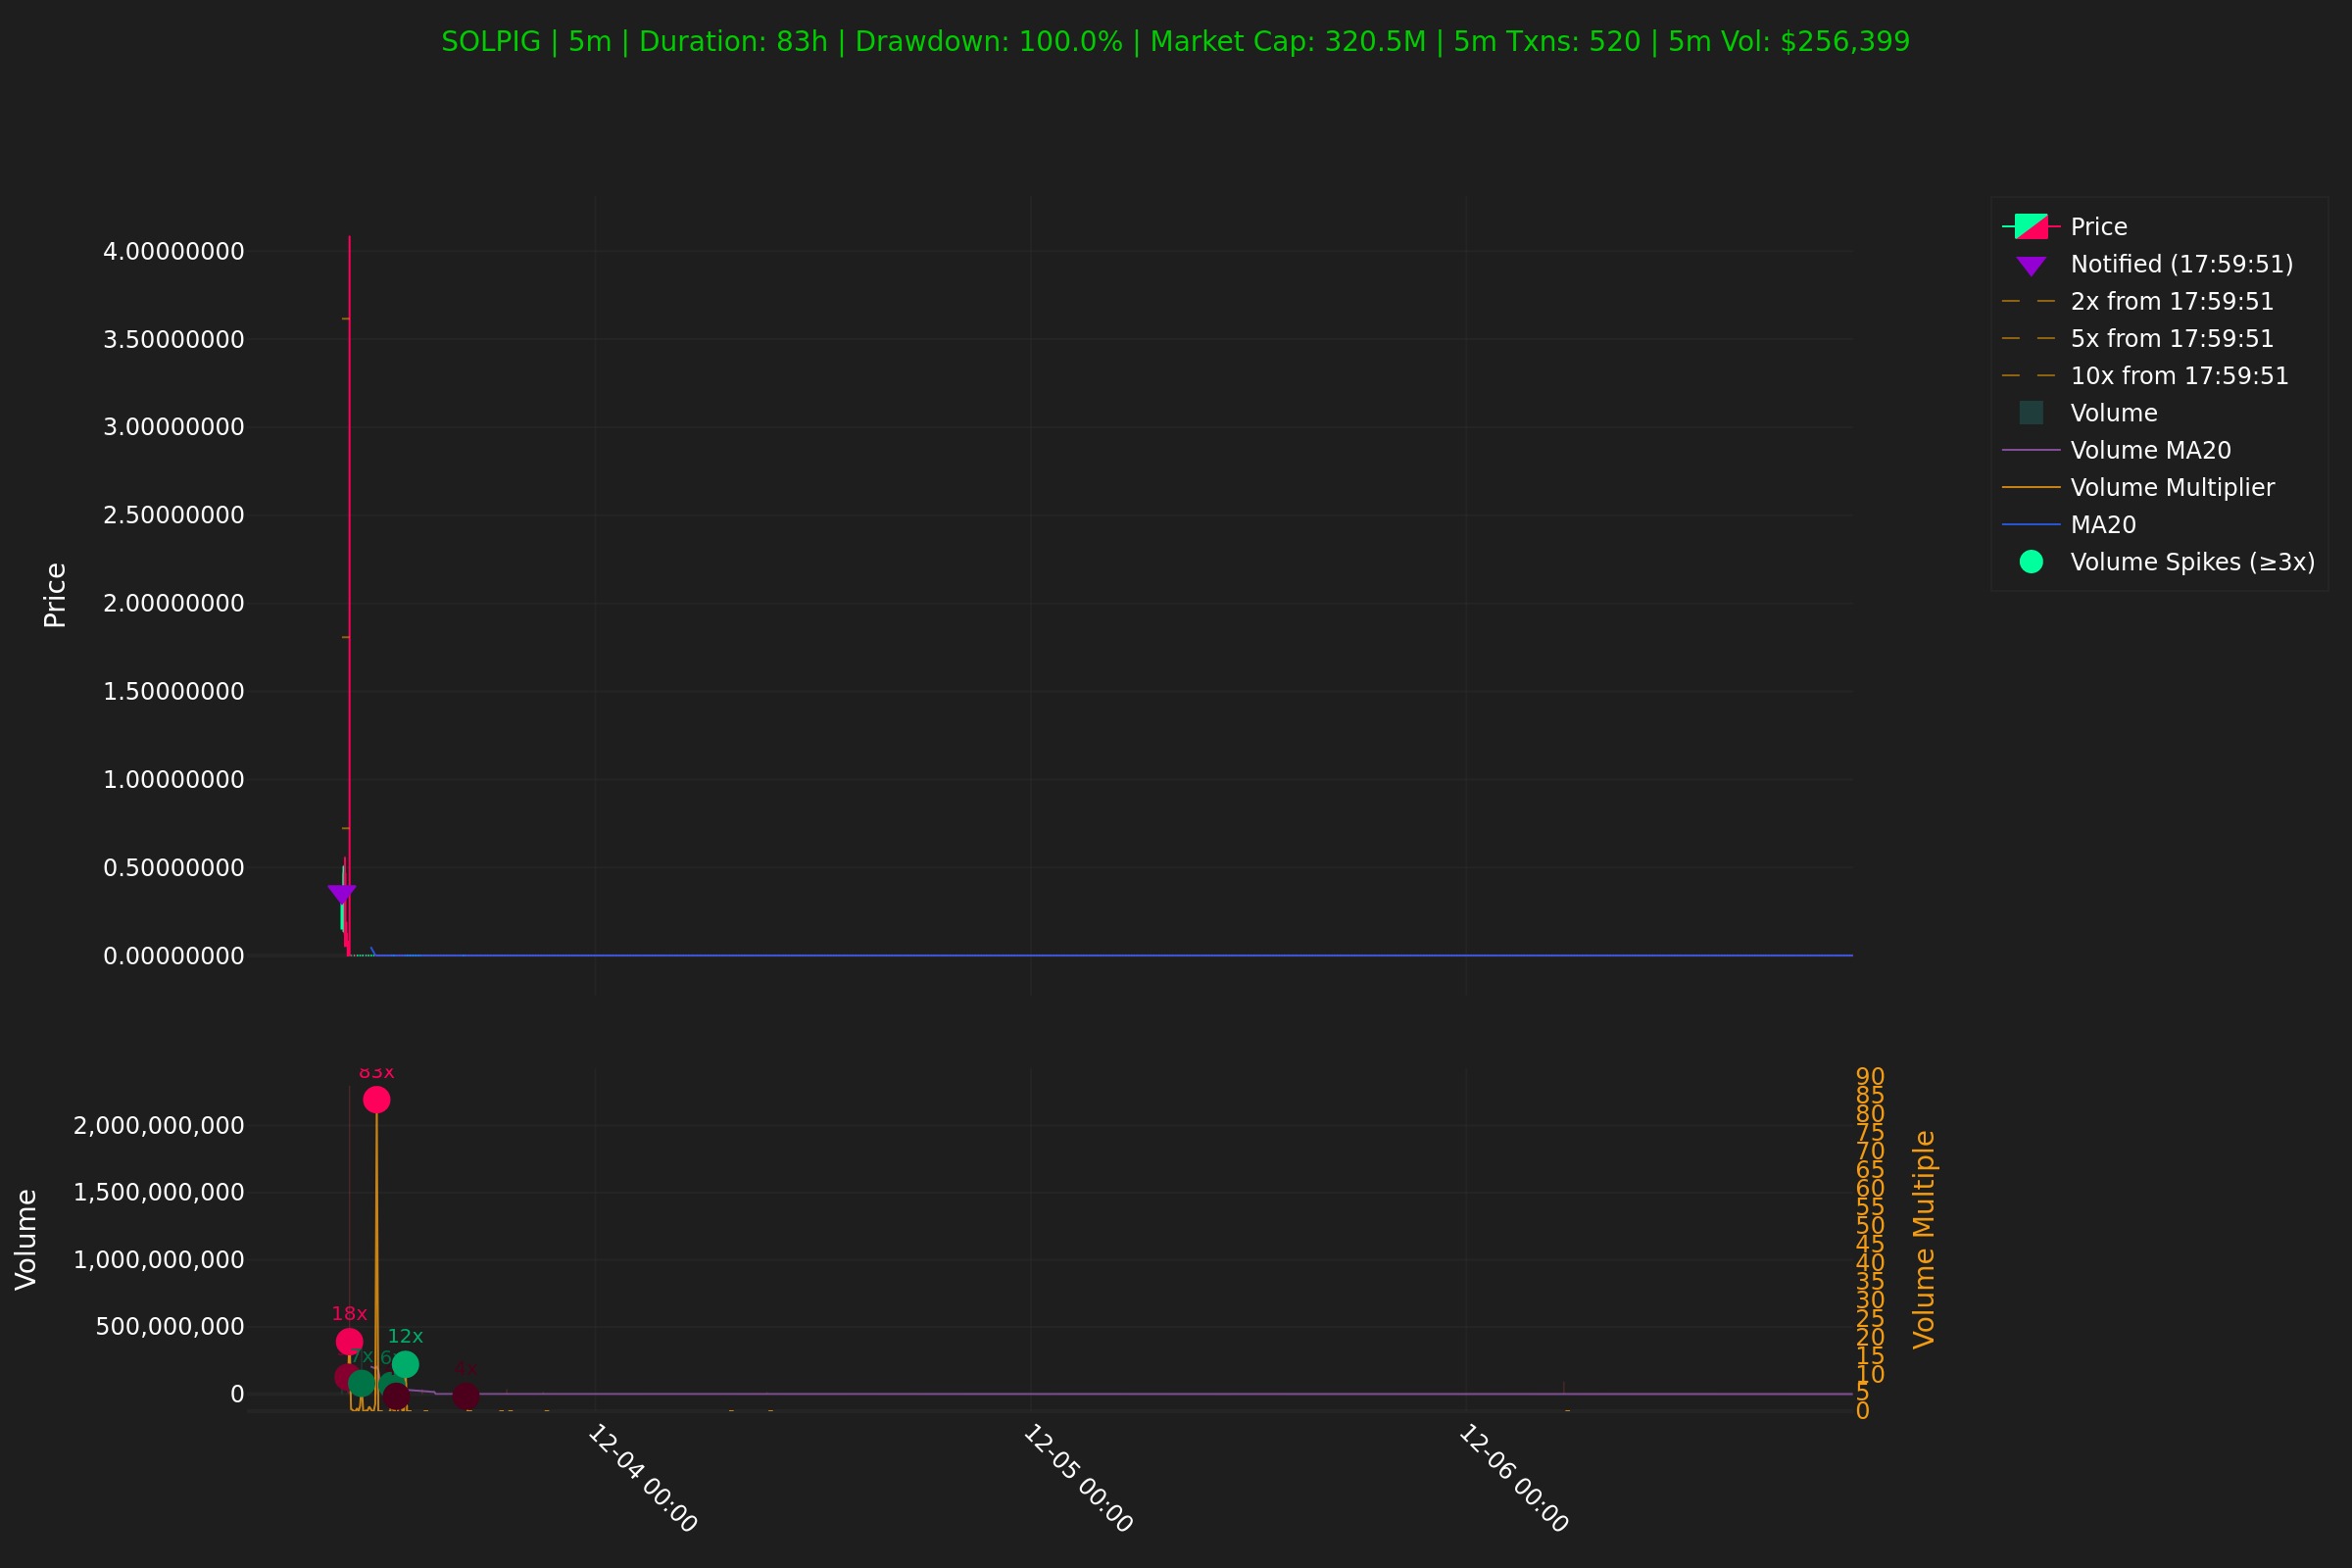 SOLPIG | 5m | Duration: 83h | Drawdown: 100.0% | Market Cap: 320.5M | 5m Txns: 520 | 5m Vol: $256,399
Price
4.00000000
3.50000000
3.00000000
2.50000000
2.00000000
1.50000000
1.00000000
0.50000000
0.00000000
Price
Notified (17:59:51)
2x from 17:59:51
5x from 17:59:51
10x from 17:59:51
Volume
Volume MA20
Volume Multiplier
MA20
Volume Spikes (≥3x)
Volume
2,000,000,000
1,500,000,000
1,000,000,000
500,000,000
0
83x
18x
7x
12x
4x
90
85
80
75
70
65
60
55
50
45
40
35
30
25
20
15
10
5
0
Volume Multiple
12-04 00:00
12-05 00:00
12-06 00:00